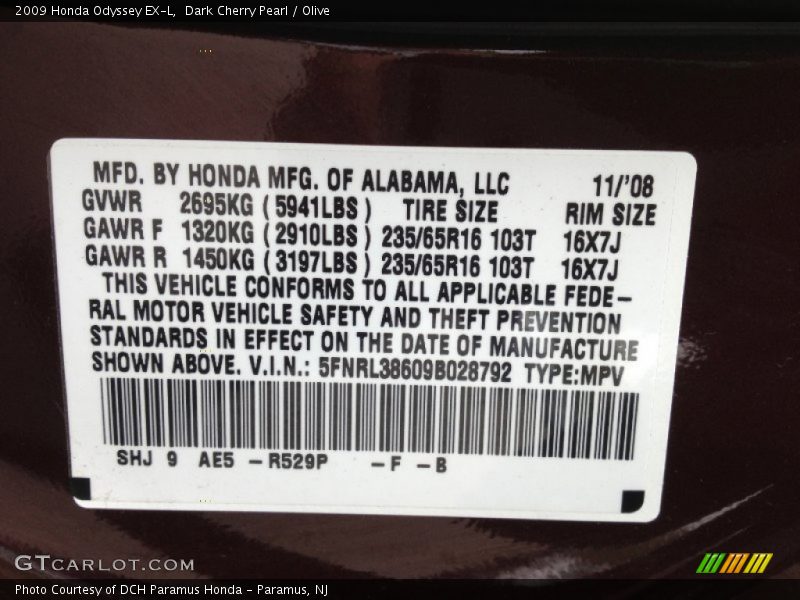 2009 Honda Odyssey EX-L,  Dark Cherry Pearl / Olive
MFD. BY HONDA MFG. OF ALABAMA, LLC 11/'08
GVWR 2695KG ( 5941LBS ) TIRE SIZE RIM SIZE
GAWR F 1320KG ( 2910LBS ) 235/65R16 103T 16X7J
GAWR R 1450KG ( 3197LBS ) 235/65R16 103T 16X7J
THIS VEHICLE CONFORMS TO ALL APPLICABLE FEDE-
RAL MOTOR VEHICLE SAFETY AND THEFT PREVENTION
STANDARDS IN EFFECT ON THE DATE OF MANUFACTURE
SHOWN ABOVE. V.I.N.: 5FNRL38609B028792 TYPE:MPV
SHJ 9 AE5 -R529P -F -B
GTCARLOT.COM
Photo Courtesy of DCH Paramus Honda - Paramus, NJ